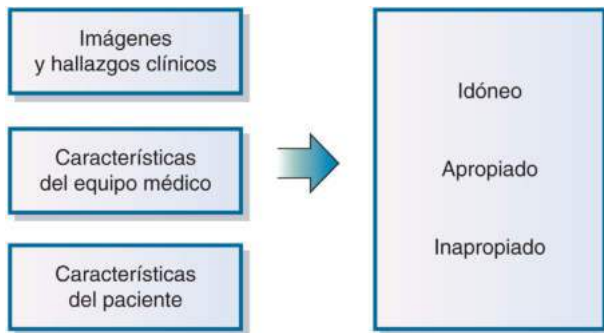 Imágenes
y hallazgos clínicos
Características
del equipo médico
Características
del paciente
Idóneo
Apropiado
Inapropiado